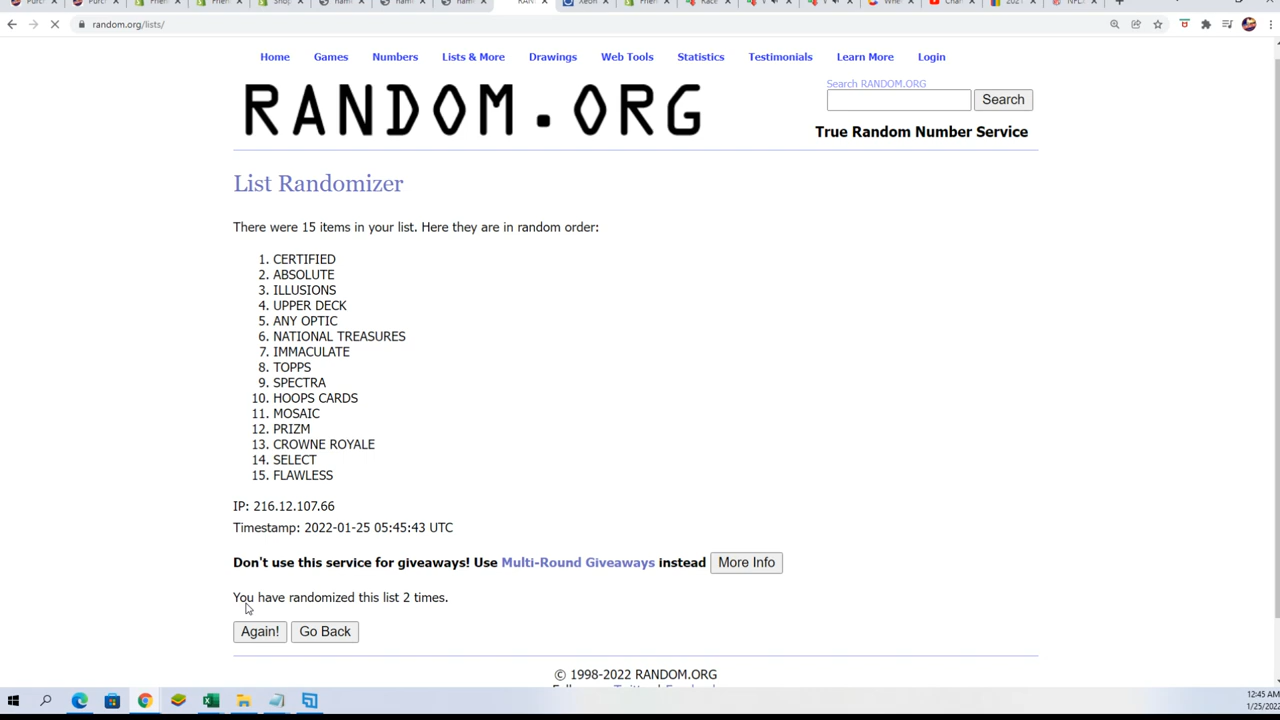 random.org/lists/
Home Games Numbers Lists & More Drawings Web Tools Statistics Testimonials Learn More Login
Search RANDOM.ORG
RANDOM.ORG
Search
True Random Number Service
List Randomizer
There were 15 items in your list. Here they are in random order:
1. CERTIFIED
2. ABSOLUTE
3. ILLUSIONS
4. UPPER DECK
5. ANY OPTIC
6. NATIONAL TREASURES
7. IMMACULATE
8. TOPPS
9. SPECTRA
10. HOOPS CARDS
11. MOSAIC
12. PRIZM
13. CROWNE ROYALE
14. SELECT
15. FLAWLESS
IP: 216.12.107.66
Timestamp: 2022-01-25 05:45:43 UTC
Don't use this service for giveaways! Use Multi-Round Giveaways instead More Info
You have randomized this list 2 times.
Again! Go Back
© 1998-2022 RANDOM.ORG
12:45 AM